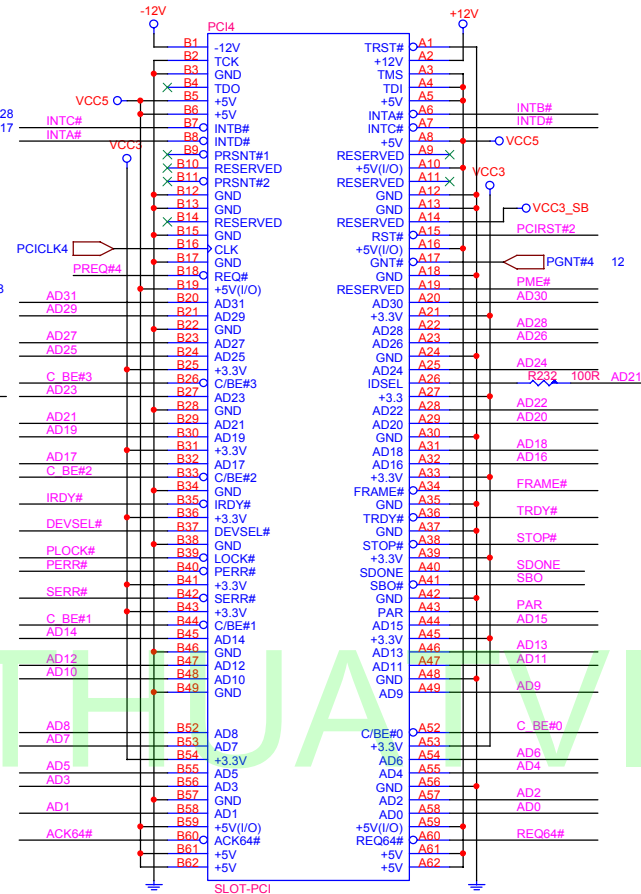 -12V +12V
PCI4
B1 -12V TRST# A1
B2 TCK +12V A2
B3 GND TMS A3
B4 TDO TDI A4
VCC5 B5 +5V +5V A5
28 B6 +5V INTA# A6 INTB#
17 INTC# B7 INTB# INTC# A7 INTD#
INTA# B8 INTD# +5V A8 VCC5
VCC3 B9 PRSNT#1 RESERVED A9
B10 RESERVED +5V(I/O) A10 VCC3
B11 PRSNT#2 RESERVED A11
B12 GND GND A12
B13 GND GND A13
B14 RESERVED RESERVED A14 VCC3_SB
B15 GND RST# A15 PCIRST#2
PCICLK4 B16 CLK +5V(I/O) A16
B17 GND GNT# A17 PGNT#4 12
PREQ#4 B18 REQ# GND A18
3 B19 +5V(I/O) RESERVED A19 PME#
AD31 B20 AD31 AD30 A20 AD30
AD29 B21 AD29 +3.3V A21
B22 GND AD28 A22 AD28
AD27 B23 AD27 AD26 A23 AD26
AD25 B24 AD25 GND A24
B25 +3.3V AD24 A25 AD24
C_BE#3 B26 C/BE#3 IDSEL A26 R232 100R AD21
AD23 B27 AD23 +3.3 A27
B28 GND AD22 A28 AD22
AD21 B29 AD21 AD20 A29 AD20
AD19 B30 AD19 GND A30
B31 +3.3V AD18 A31 AD18
AD17 B32 AD17 AD16 A32 AD16
C_BE#2 B33 C/BE#2 +3.3V A33
B34 GND FRAME# A34 FRAME#
IRDY# B35 IRDY# GND A35
B36 +3.3V TRDY# A36 TRDY#
DEVSEL# B37 DEVSEL# GND A37
B38 GND STOP# A38 STOP#
PLOCK# B39 LOCK# +3.3V A39
PERR# B40 PERR# SDONE A40 SDONE
B41 +3.3V SBO# A41 SBO
SERR# B42 SERR# GND A42
B43 +3.3V PAR A43 PAR
C_BE#1 B44 C/BE#1 AD15 A44 AD15
AD14 B45 AD14 +3.3V A45
B46 GND AD13 A46 AD13
AD12 B47 AD12 AD11 A47 AD11
AD10 B48 AD10 GND A48
B49 GND AD9 A49 AD9
THUATVI
AD8 B52 AD8 C/BE#0 A52 C_BE#0
AD7 B53 AD7 +3.3V A53
B54 +3.3V AD6 A54 AD6
AD5 B55 AD5 AD4 A55 AD4
AD3 B56 AD3 GND A56
B57 GND AD2 A57 AD2
AD1 B58 AD1 AD0 A58 AD0
B59 +5V(I/O) +5V(I/O) A59
ACK64# B60 ACK64# REQ64# A60 REQ64#
B61 +5V +5V A61
B62 +5V +5V A62
SLOT-PCI